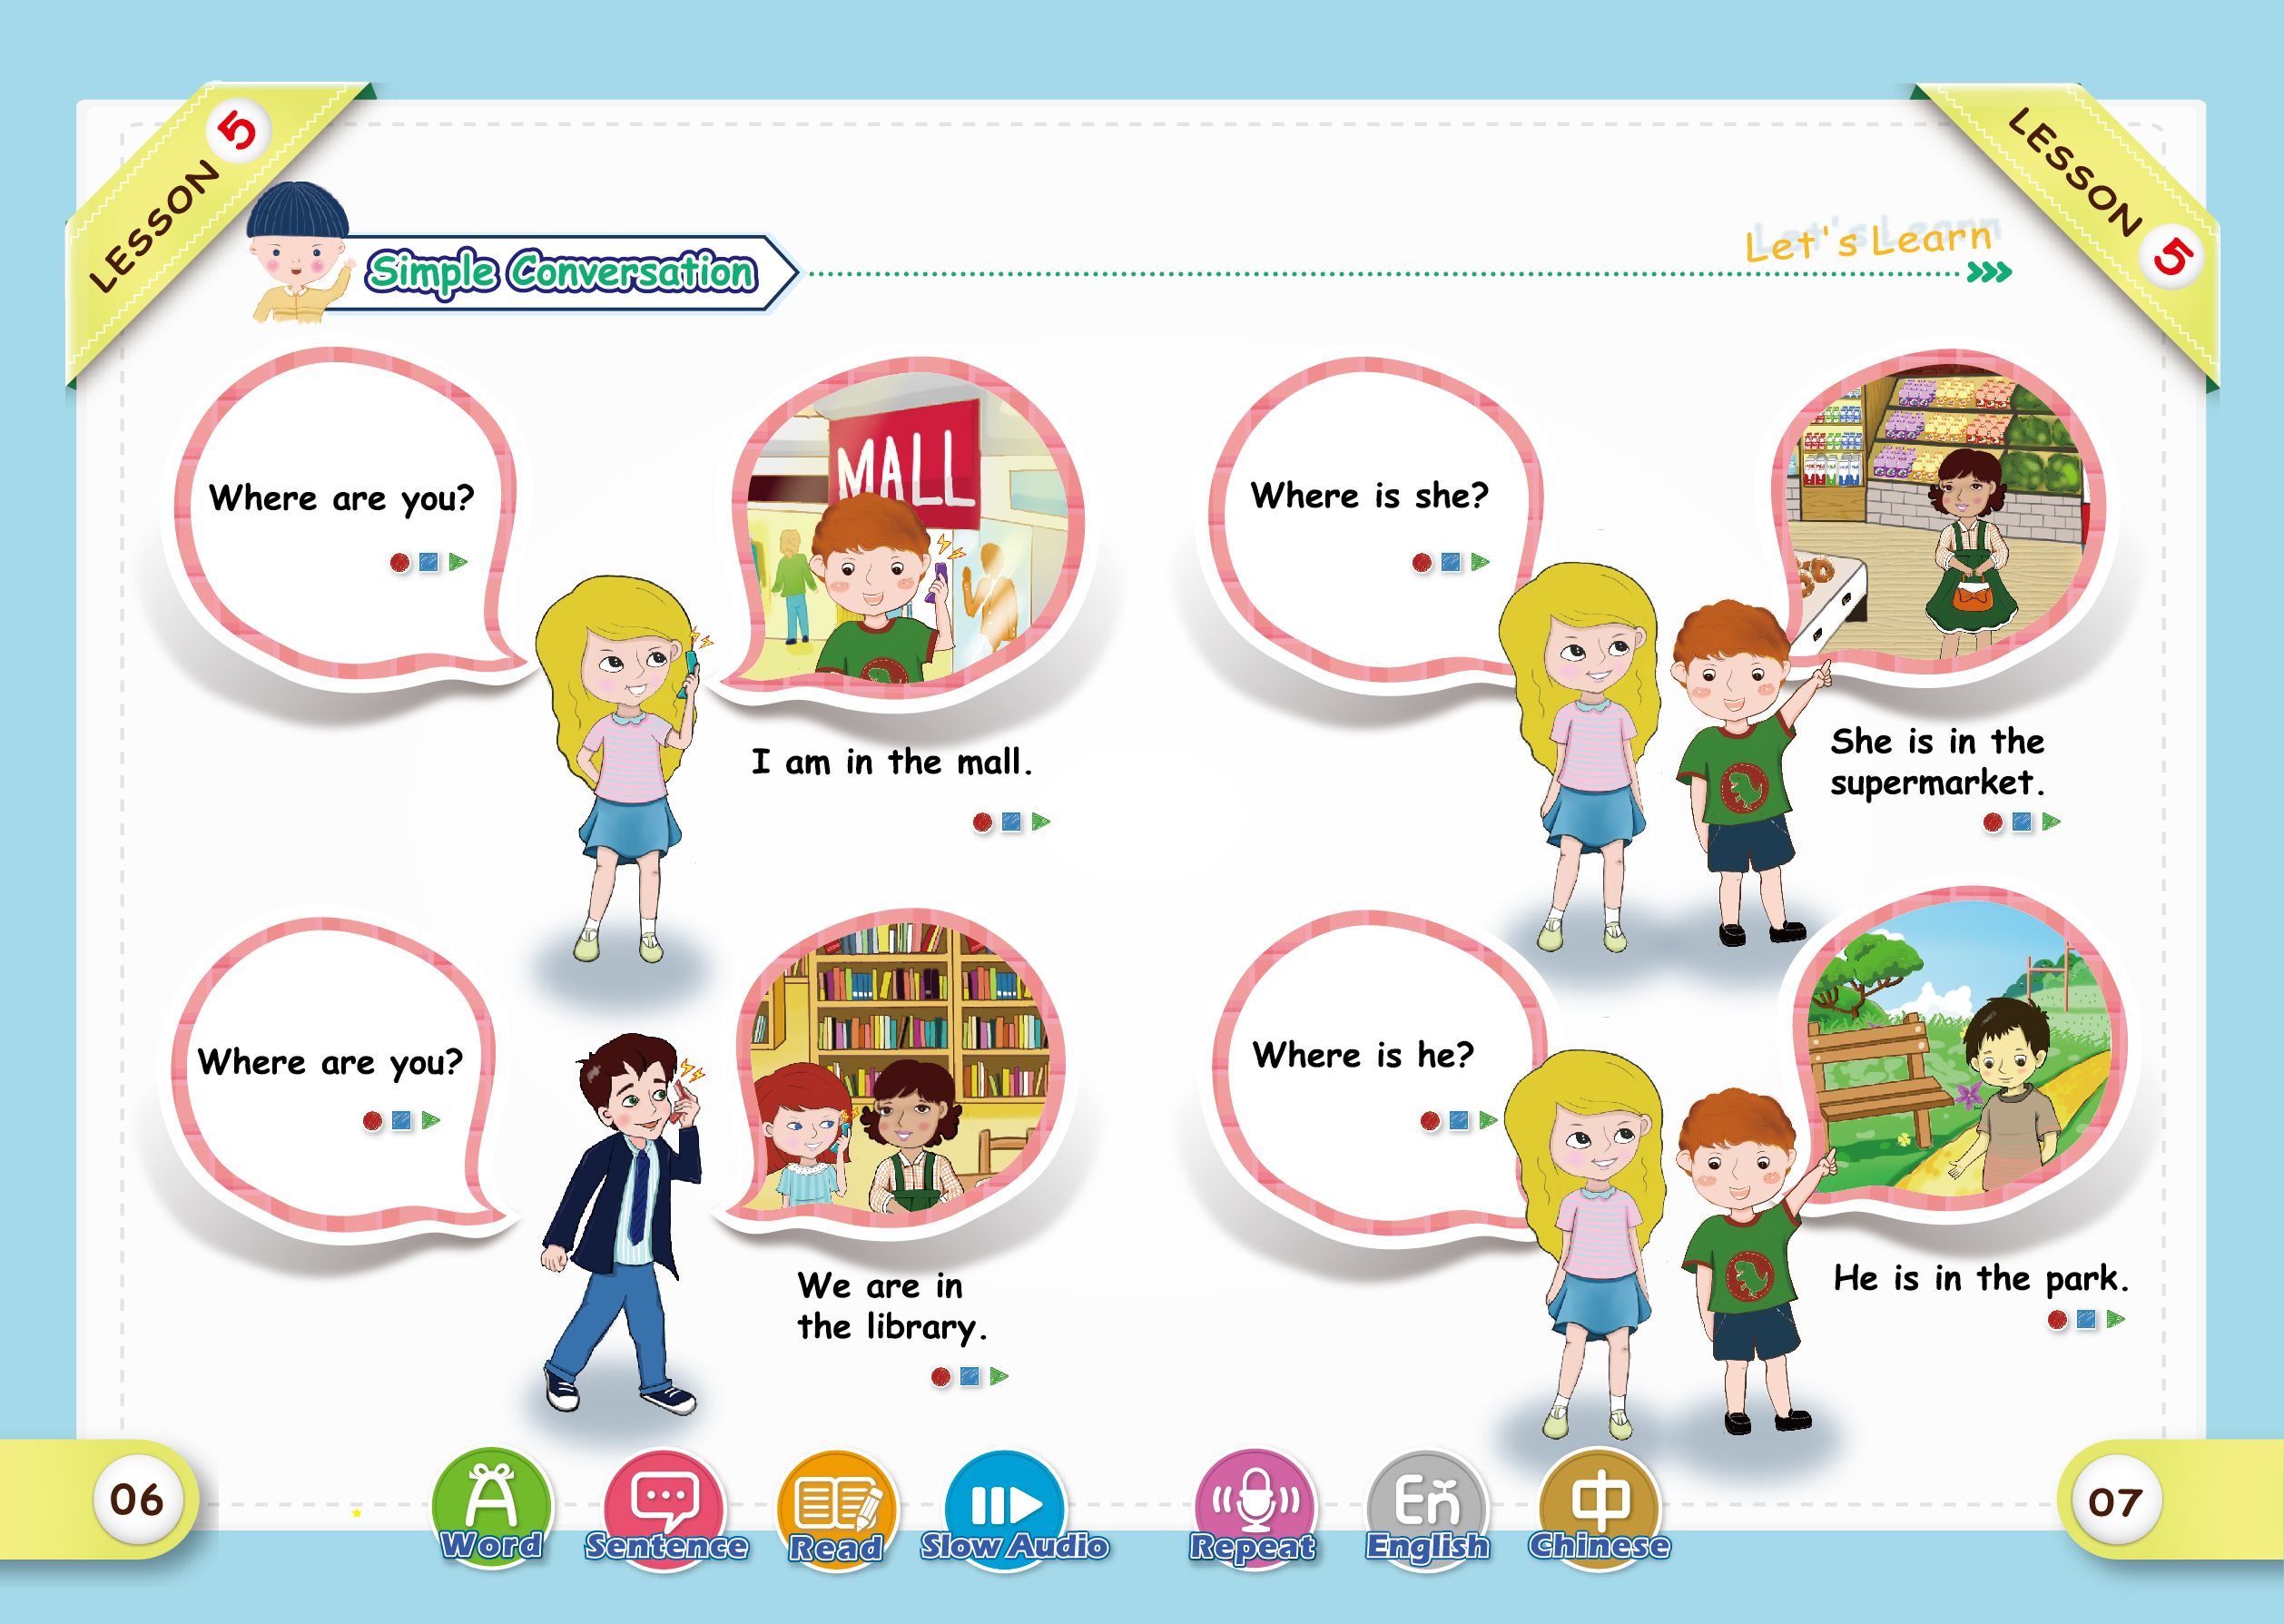 LESSON 5
LESSON 5
Simple Conversation
Let's Learn
Where are you?
MALL
I am in the mall.
Where are you?
We are in
the library.
Where is she?
She is in the
supermarket.
Where is he?
He is in the park.
06
Word
Sentence
Read
Slow Audio
Repeat
En
English
中
Chinese
07